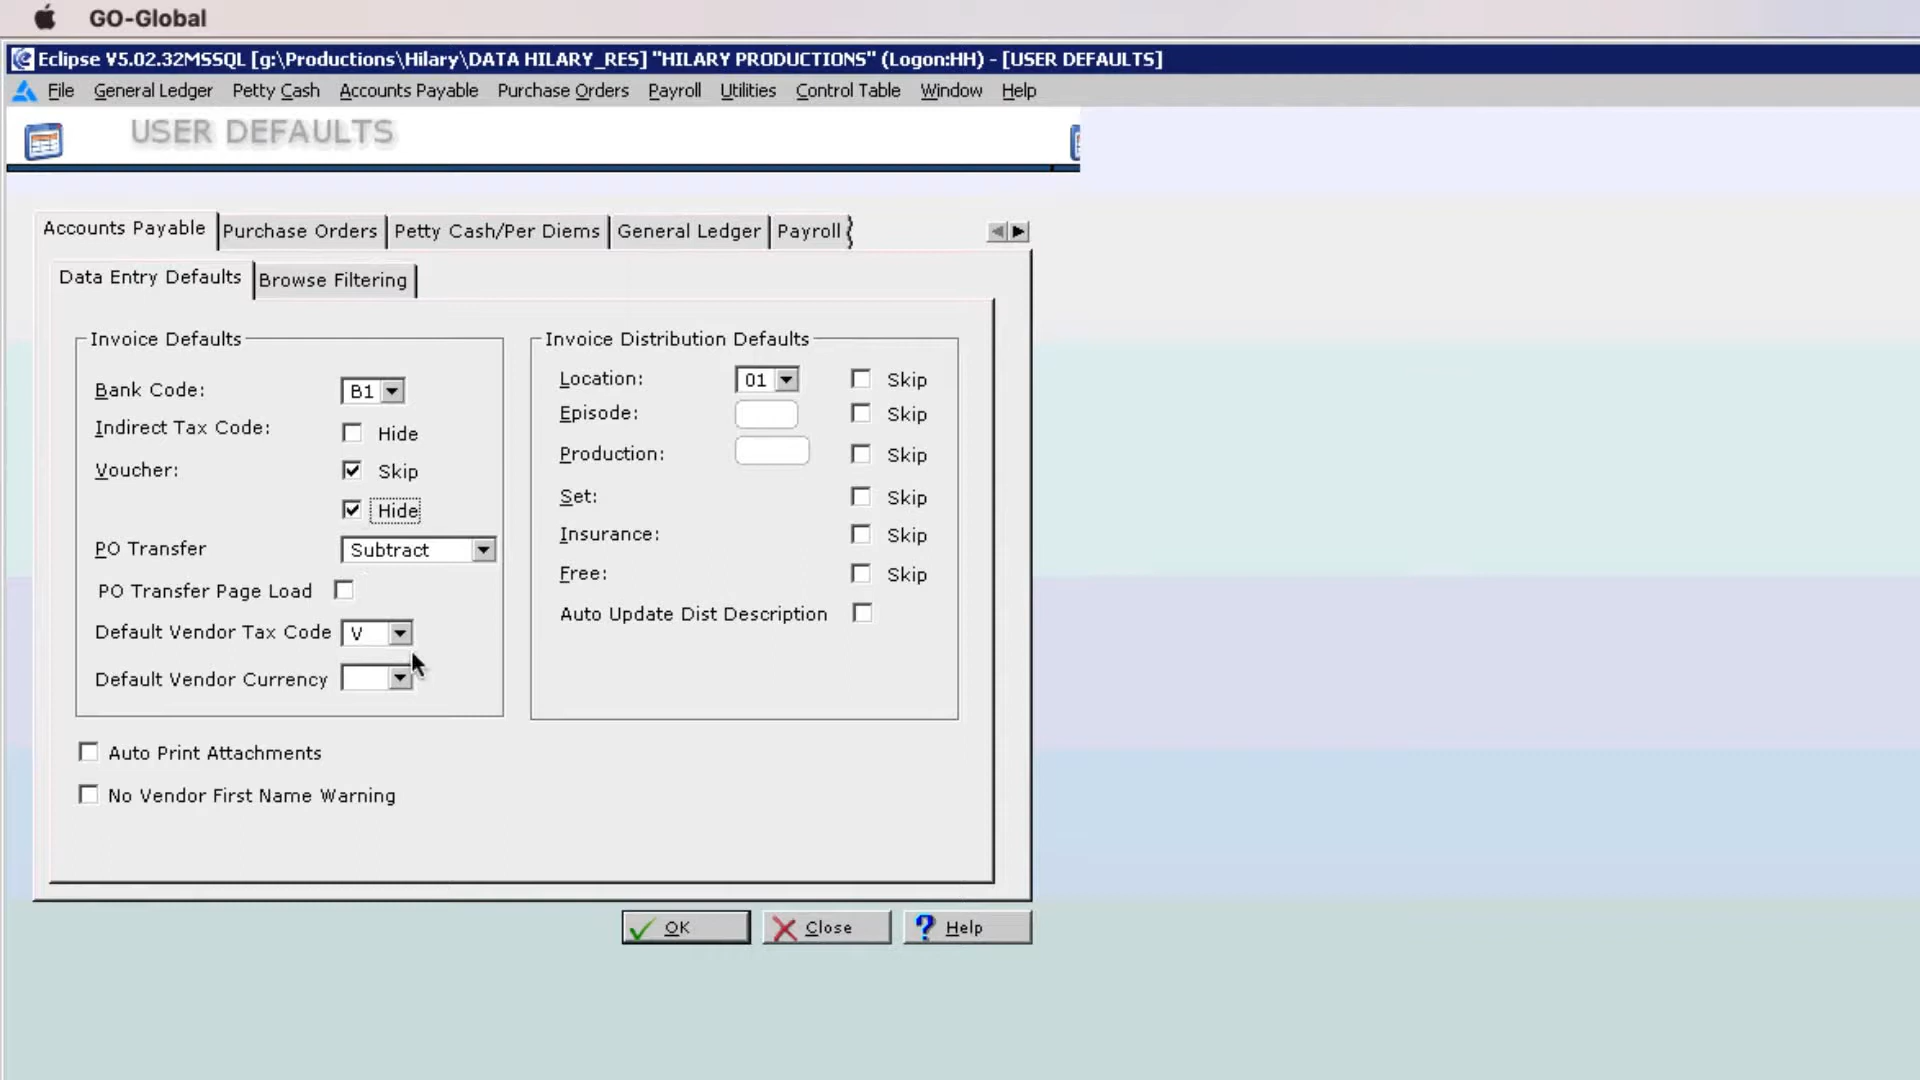 GO-Global
Eclipse V5.02.32MSSQL [g:\Productions\Hilary\DATA HILARY_RES] "HILARY PRODUCTIONS" (Logon:HH) - [USER DEFAULTS]
File General Ledger Petty Cash Accounts Payable Purchase Orders Payroll Utilities Control Table Window Help
USER DEFAULTS
Accounts Payable Purchase Orders Petty Cash/Per Diems General Ledger Payroll
Data Entry Defaults Browse Filtering
Invoice Defaults
Bank Code: B1
Indirect Tax Code: Hide
Voucher: Skip
Hide
PO Transfer Subtract
PO Transfer Page Load
Default Vendor Tax Code V
Default Vendor Currency
Invoice Distribution Defaults
Location: 01 Skip
Episode: Skip
Production: Skip
Set: Skip
Insurance: Skip
Free: Skip
Auto Update Dist Description
Auto Print Attachments
No Vendor First Name Warning
OK Close Help